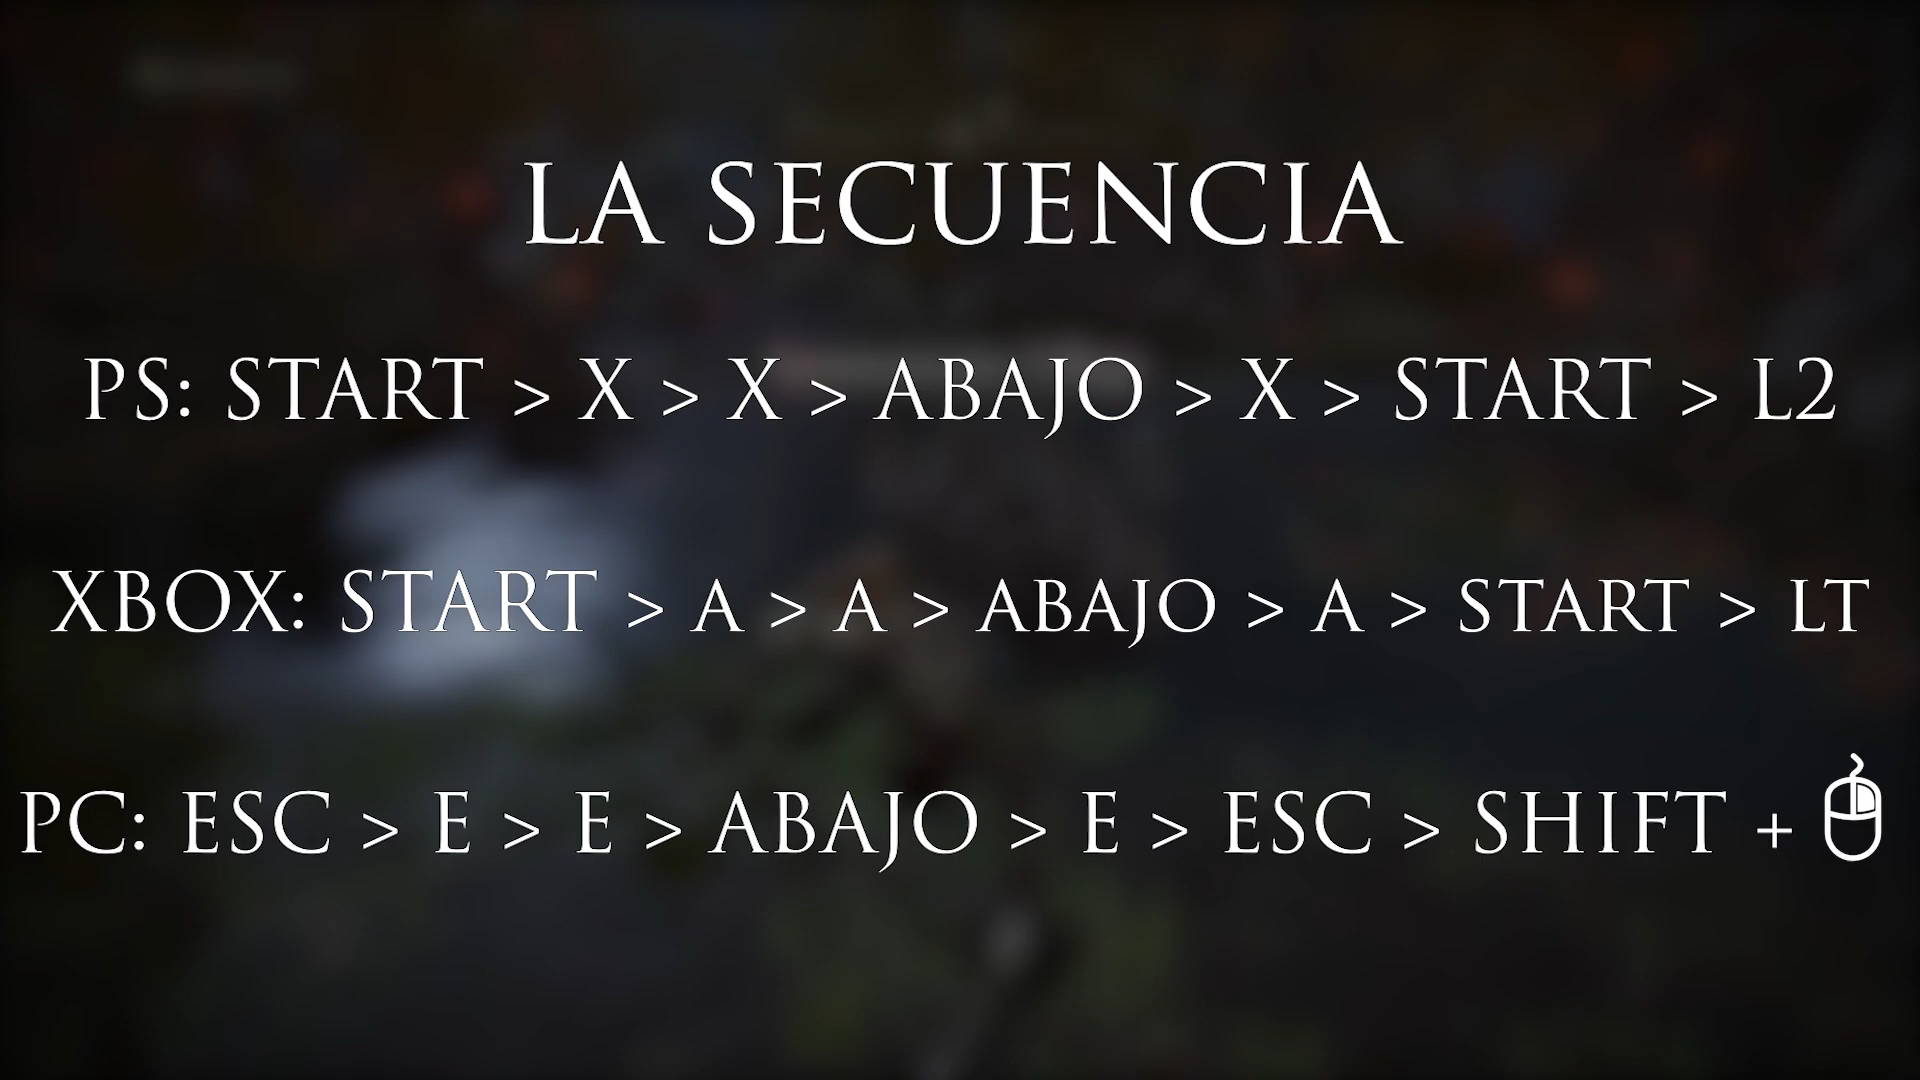 LA SECUENCIA
PS: START > X > X > ABAJO > X > START > L2
XBOX: START > A > A > ABAJO > A > START > LT
PC: ESC > E > E > ABAJO > E > ESC > SHIFT +